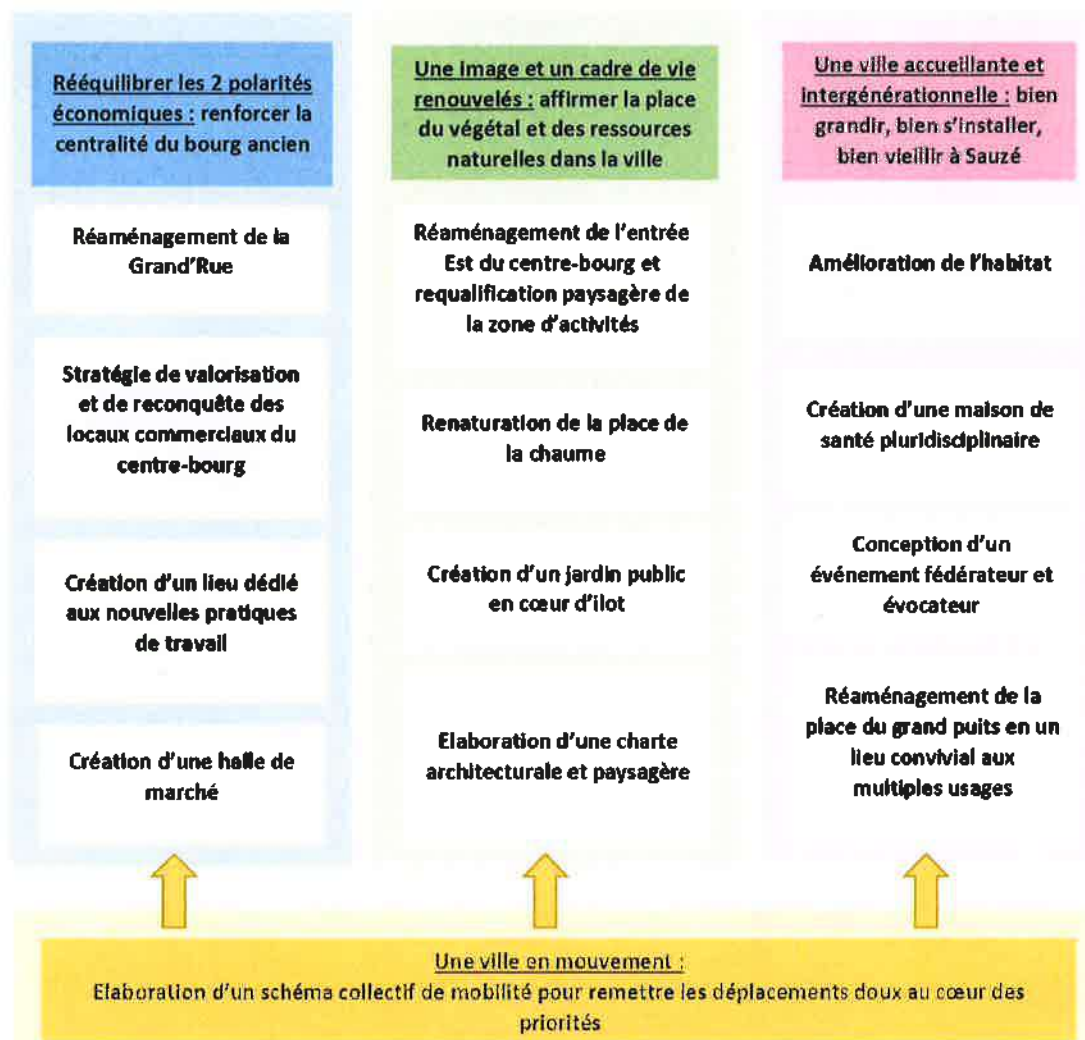 Rééquilibrer les 2 polarités
économiques : renforcer la
centralité du bourg ancien
Réaménagement de la
Grand'Rue
Stratégie de valorisation
et de reconquête des
locaux commerciaux du
centre-bourg
Création d'un lieu dédié
aux nouvelles pratiques
de travail
Création d'une halle de
marché
Une image et un cadre de vie
renouvelés : affirmer la place
du végétal et des ressources
naturelles dans la ville
Réaménagement de l'entrée
Est du centre-bourg et
requalification paysagère de
la zone d'activités
Renaturation de la place de
la chaume
Création d'un jardin public
en cœur d'ilot
Elaboration d'une charte
architecturale et paysagère
Une ville accueillante et
intergénérationnelle : bien
grandir, bien s'installer,
bien vieillir à Sauzé
Amélioration de l'habitat
Création d'une maison de
santé pluridisciplinaire
Conception d'un
événement fédérateur et
évocateur
Réaménagement de la
place du grand puits en un
lieu convivial aux
multiples usages
Une ville en mouvement :
Elaboration d'un schéma collectif de mobilité pour remettre les déplacements doux au cœur des
priorités